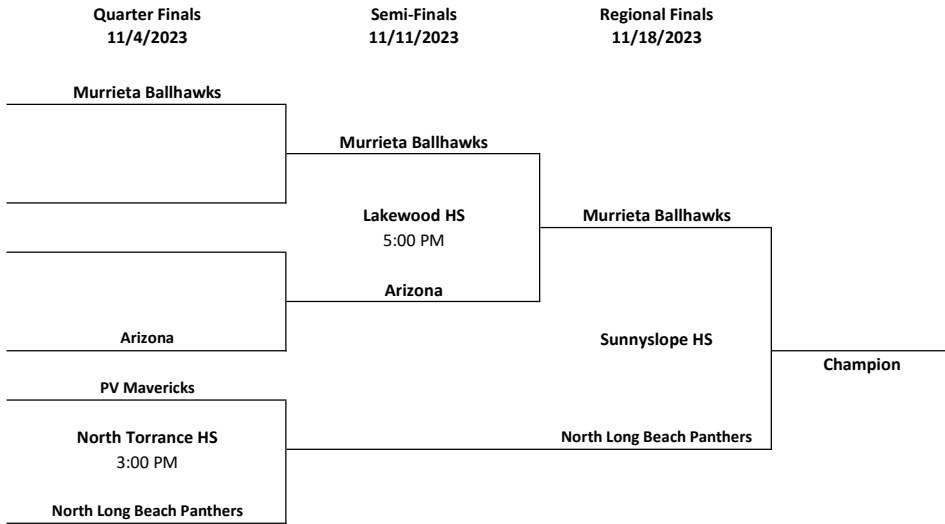 Quarter Finals
11/4/2023
Semi-Finals
11/11/2023
Regional Finals
11/18/2023
Murrieta Ballhawks
Murrieta Ballhawks
Lakewood HS
5:00 PM
Murrieta Ballhawks
Arizona
Arizona
Sunnyslope HS
Champion
PV Mavericks
North Torrance HS
3:00 PM
North Long Beach Panthers
North Long Beach Panthers